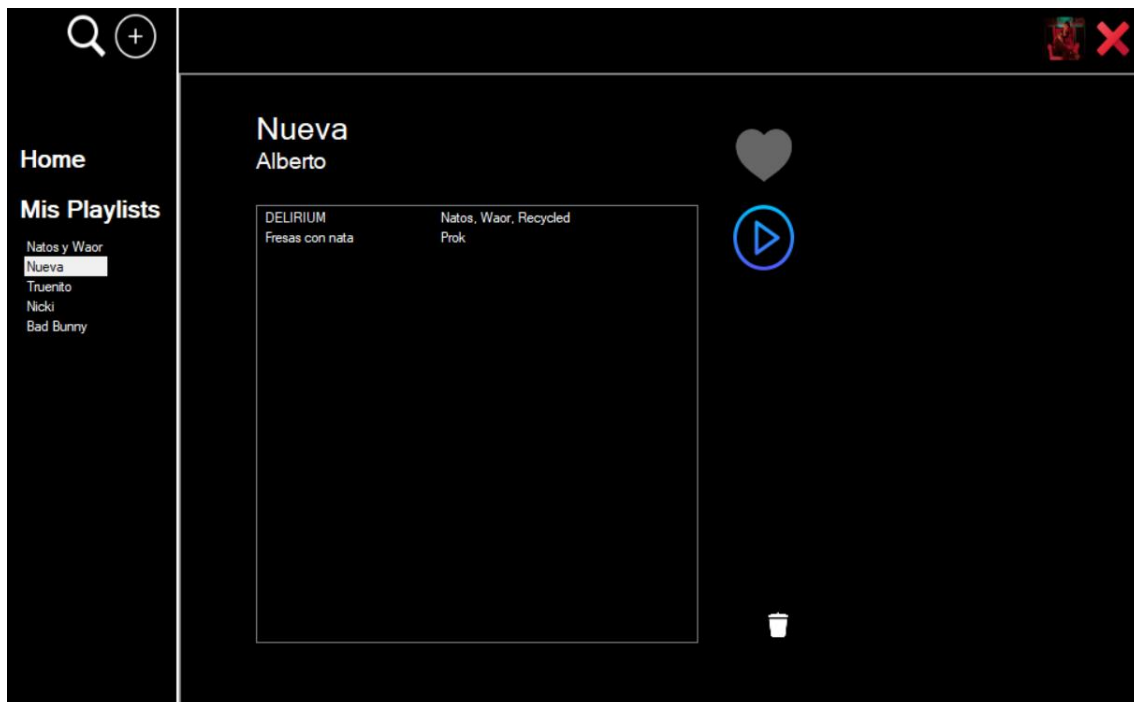 Home
Mis Playlists
Natos y Waor
Nueva
Truenito
Nicki
Bad Bunny
Nueva
Alberto
DELIRIUM Natos, Waor, Recycled
Fresas con nata Prok